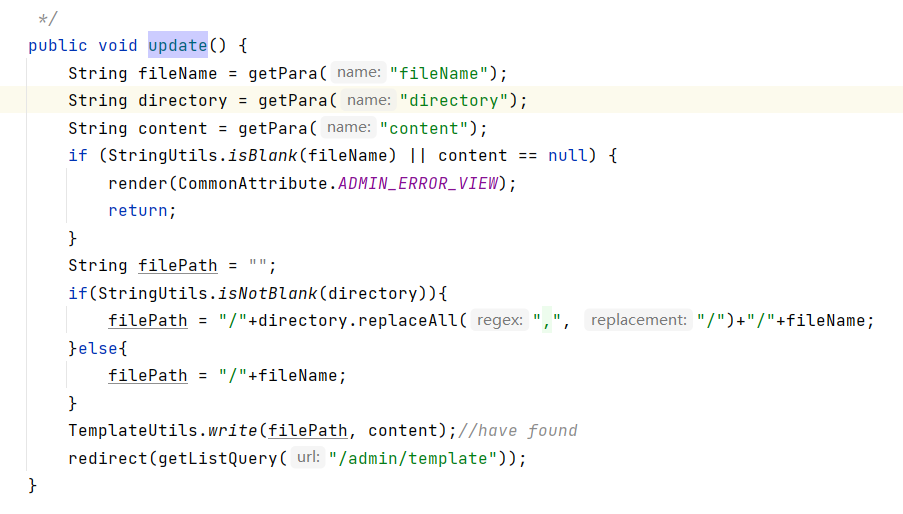 */
public void update() {
String fileName = getPara( name: "fileName");
String directory = getPara( name: "directory");
String content = getPara( name: "content");
if (StringUtils.isBlank(fileName) || content == null) {
render(CommonAttribute.ADMIN_ERROR_VIEW);
return;
}
String filePath = "";
if(StringUtils.isNotBlank(directory)){
filePath = "/"+directory.replaceAll( regex: ",", replacement: "/")+"/"+fileName;
}else{
filePath = "/"+fileName;
}
TemplateUtils.write(filePath, content);//have found
redirect(getListQuery( url: "/admin/template"));
}